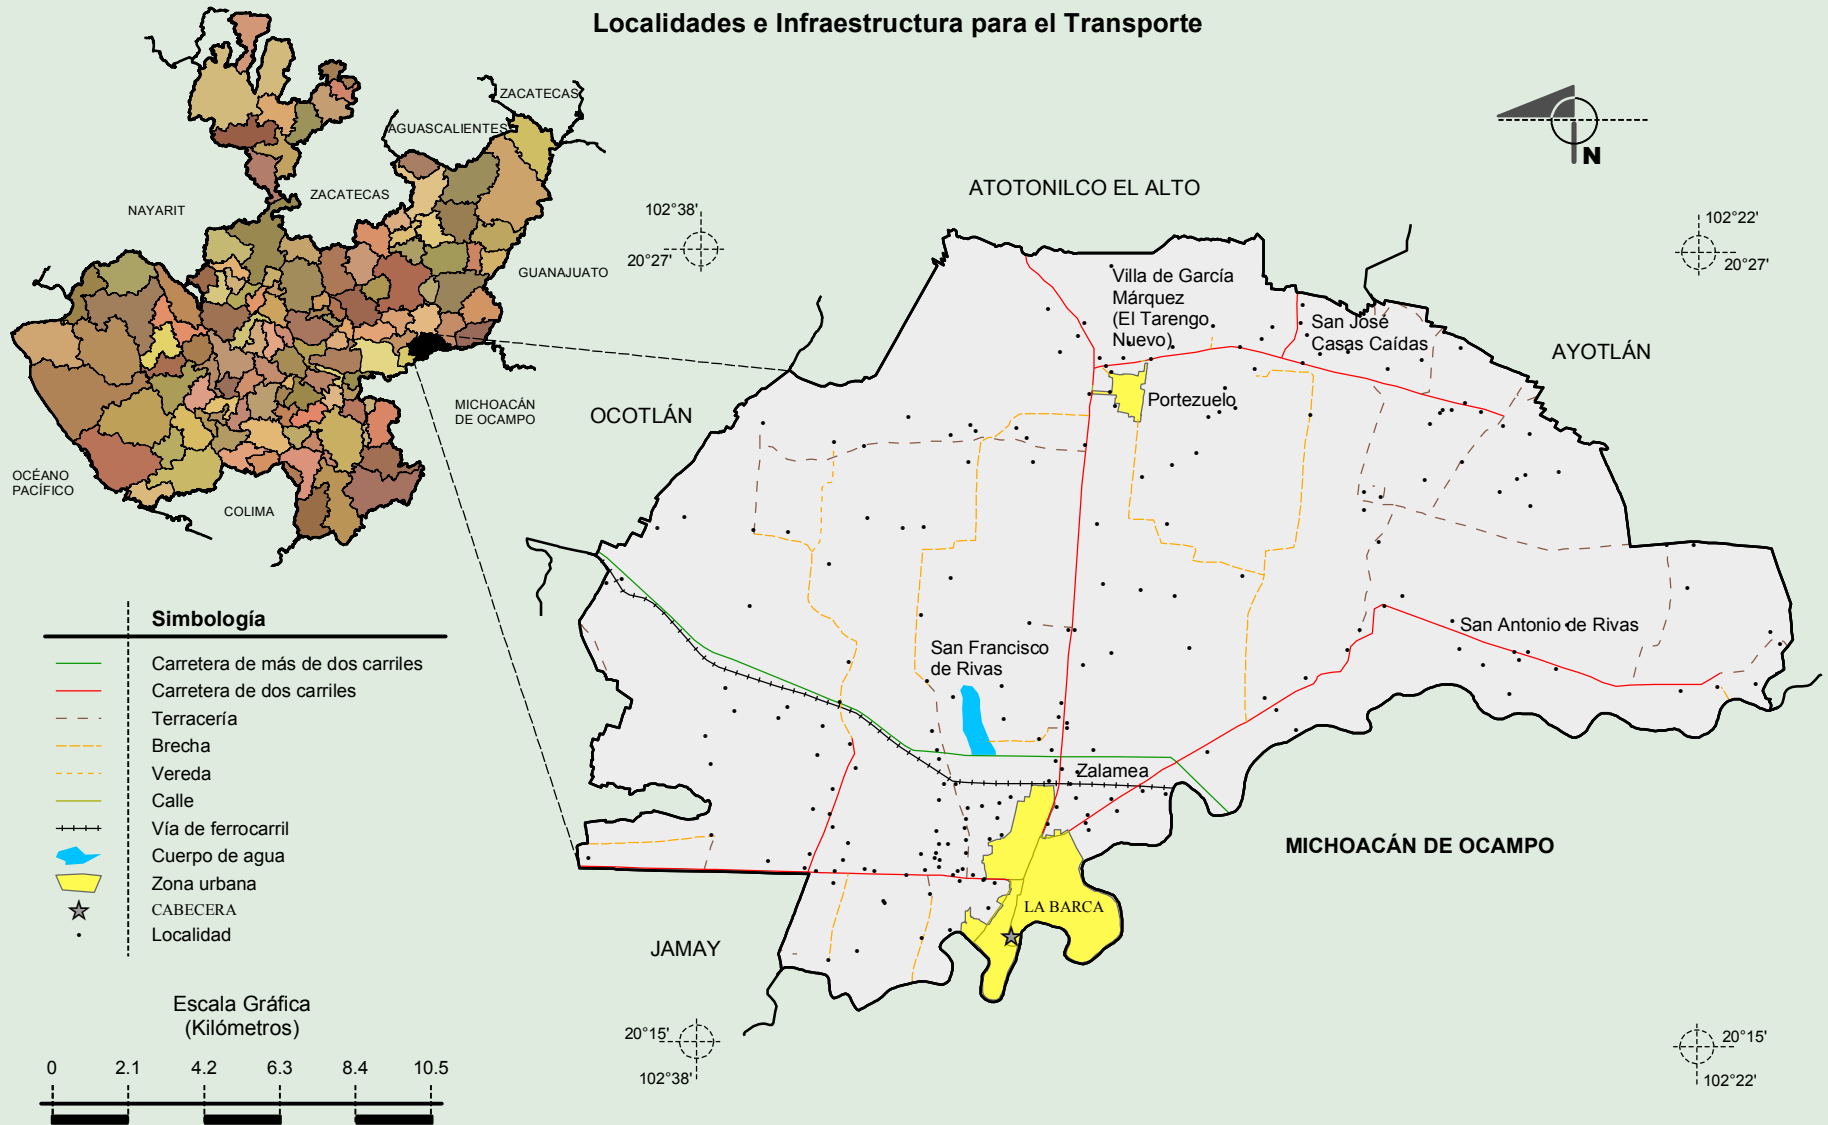 Localidades e Infraestructura para el Transporte
ZACATECAS
AGUASCALIENTES
ZACATECAS
NAYARIT
GUANAJUATO
MICHOACÁN
DE OCAMPO
OCÉANO
PACÍFICO
COLIMA
N
ATOTONILCO EL ALTO
102°38'
20°27'
102°22'
20°27'
Villa de García
Márquez
(El Tarengo
Nuevo)
San José
Casas Caídas
AYOTLÁN
OCOTLÁN
Portezuelo
San Antonio de Rivas
San Francisco
de Rivas
Zalamea
MICHOACÁN DE OCAMPO
LA BARCA
JAMAY
20°15'
102°38'
20°15'
102°22'
Simbología
Carretera de más de dos carriles
Carretera de dos carriles
Terracería
Brecha
Vereda
Calle
Vía de ferrocarril
Cuerpo de agua
Zona urbana
CABECERA
Localidad
Escala Gráfica
(Kilómetros)
0 2.1 4.2 6.3 8.4 10.5